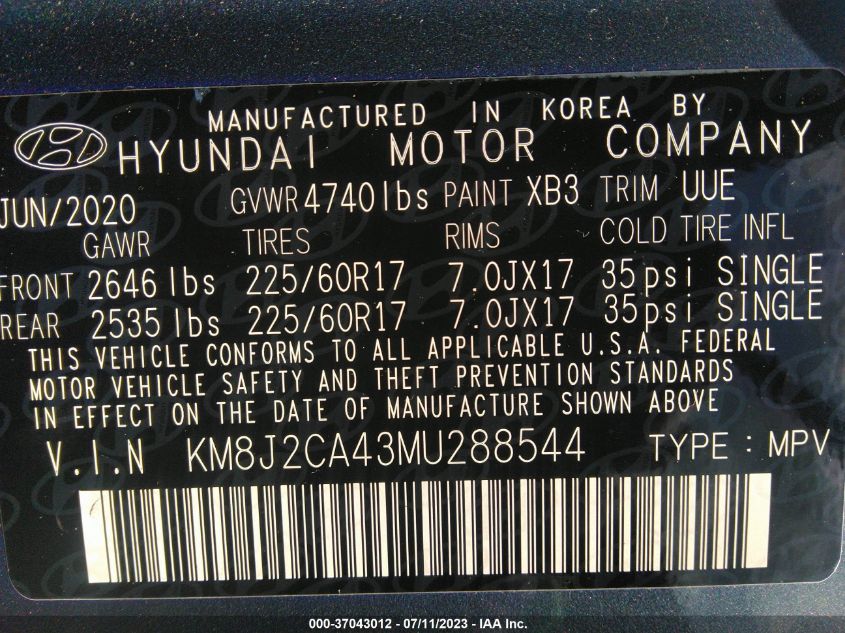 MANUFACTURED IN KOREA BY
HYUNDAI MOTOR COMPANY
JUN/2020 GVWR 4740lbs PAINT XB3 TRIM UUE
GAWR TIRES RIMS COLD TIRE INFL
FRONT 2646 lbs 225/60R17 7.0JX17 35psi SINGLE
REAR 2535 lbs 225/60R17 7.0JX17 35psi SINGLE
THIS VEHICLE CONFORMS TO ALL APPLICABLE U.S.A. FEDERAL
MOTOR VEHICLE SAFETY AND THEFT PREVENTION STANDARDS
IN EFFECT ON THE DATE OF MANUFACTURE SHOWN ABOVE
V.I.N KM8J2CA43MU288544 TYPE : MPV
000-37043012 - 07/11/2023 - IAA Inc.